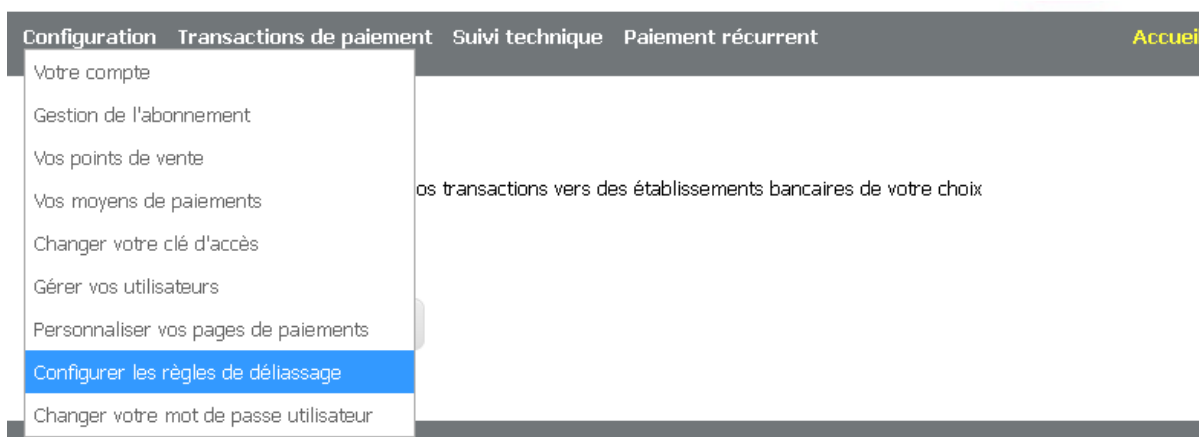 Configuration Transactions de paiement Suivi technique Paiement récurrent Accuei
Votre compte
Gestion de l'abonnement
Vos points de vente
os transactions vers des établissements bancaires de votre choix
Vos moyens de paiements
Changer votre clé d'accès
Gérer vos utilisateurs
Personnaliser vos pages de paiements
Configurer les règles de déliassage
Changer votre mot de passe utilisateur